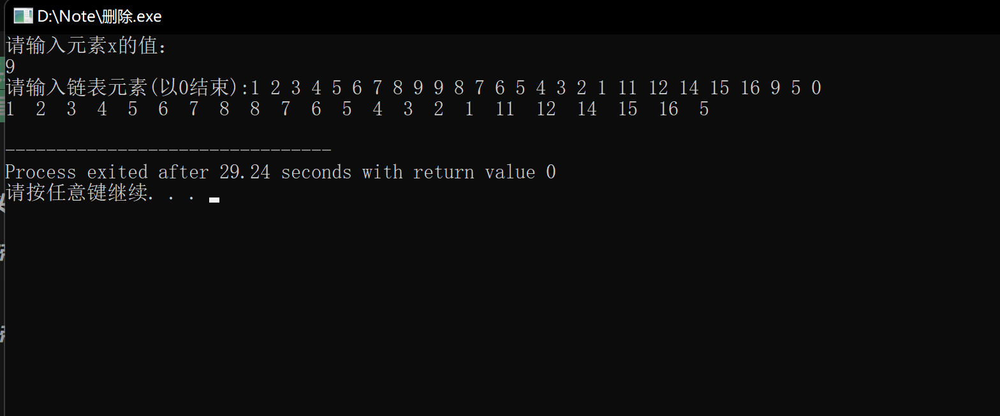 D:\Note\删除.exe
请输入元素x的值：
9
请输入链表元素(以0结束):1 2 3 4 5 6 7 8 9 9 8 7 6 5 4 3 2 1 11 12 14 15 16 9 5 0
1  2  3  4  5  6  7  8  8  7  6  5  4  3  2  1  11  12  14  15  16  5
--------------------------------
Process exited after 29.24 seconds with return value 0
请按任意键继续. . .